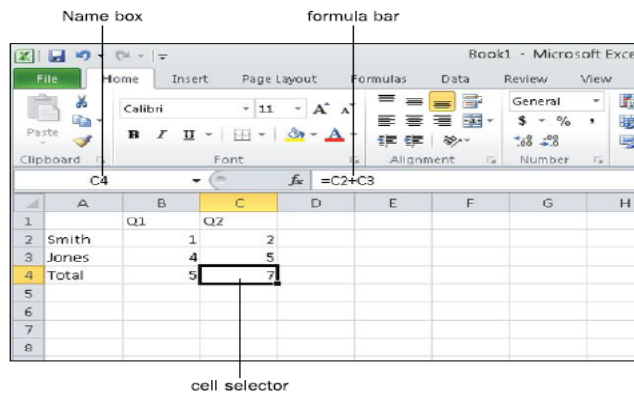 Name box formula bar
Book1 - Microsoft Exce
File Home Insert Page Layout Formulas Data Review View
Calibri 11 A A General
Paste B I U A $ % ,
Clipboard Font Alignment Number
C4 fx =C2+C3
A B C D E F G H
1 Q1 Q2
2 Smith 1 2
3 Jones 4 5
4 Total 5 7
5
6
7
8
cell selector